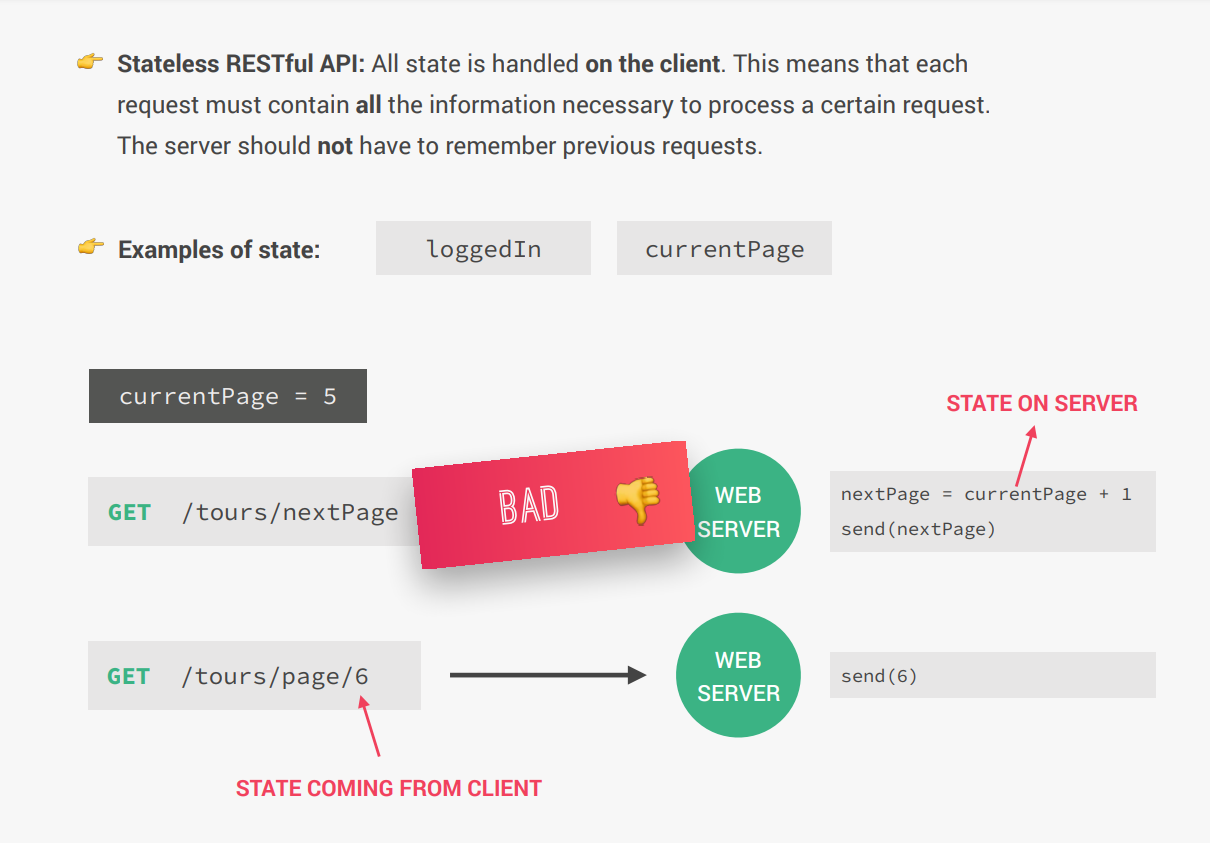 Stateless RESTful API: All state is handled on the client. This means that each
request must contain all the information necessary to process a certain request.
The server should not have to remember previous requests.
Examples of state:
loggedIn
currentPage
currentPage = 5
STATE ON SERVER
GET /tours/nextPage
BAD
WEB
SERVER
nextPage = currentPage + 1
send(nextPage)
GET /tours/page/6
WEB
SERVER
send(6)
STATE COMING FROM CLIENT